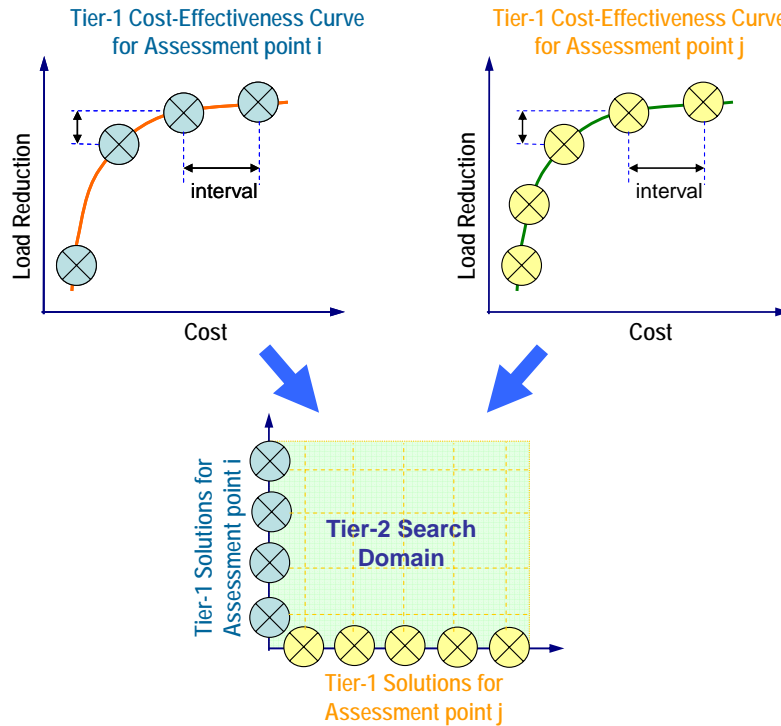 Tier-1 Cost-Effectiveness Curve
for Assessment point i
Tier-1 Cost-Effectiveness Curve
for Assessment point j
Load Reduction
interval
Cost
Load Reduction
interval
Cost
Tier-1 Solutions for
Assessment point i
Tier-2 Search
Domain
Tier-1 Solutions for
Assessment point j